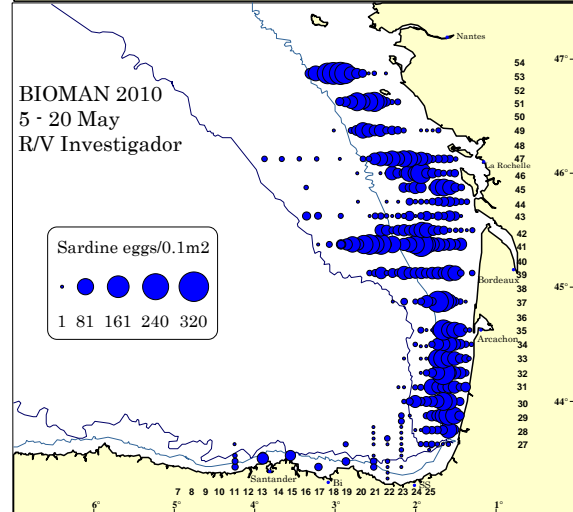 Nantes
54
47°
53
52
BIOMAN 2010
51
5 - 20 May
50
R/V Investigador
49
48
47
La Rochelle
46
46°
45
44
43
42
Sardine eggs/0.1m2
41
40
39
Bordeaux
1 81 161 240 320
38
45°
37
36
35
Arcachon
34
33
32
31
30
44°
29
28
27
Santander
Bi
SS
7 8 9 10 11 12 13 14 15 16 17 18 19 20 21 22 23 24 25
6° 5° 4° 3° 2° 1°